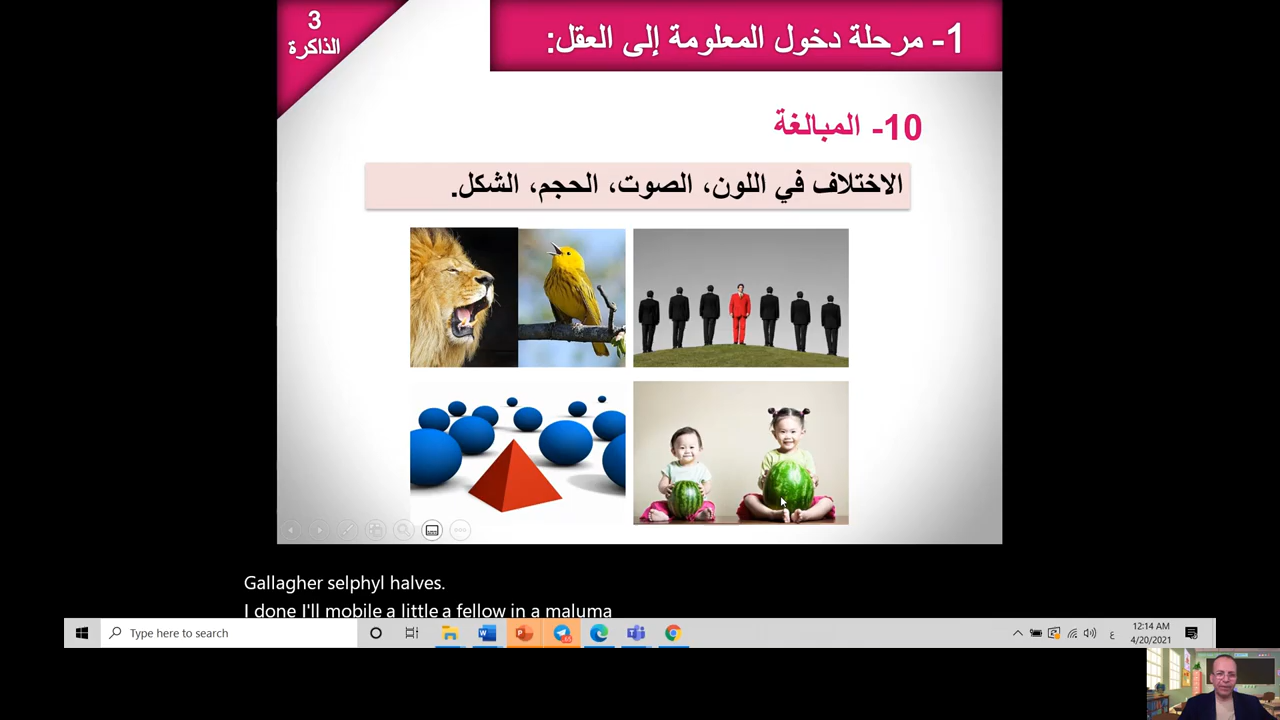 3
الذاكرة
1- مرحلة دخول المعلومة إلى العقل:
10- المبالغة
الاختلاف في اللون، الصوت، الحجم، الشكل.
Gallagher selphyl halves.
I done I'll mobile a little a fellow in a maluma
Type here to search
ع
12:14 AM
4/20/2021